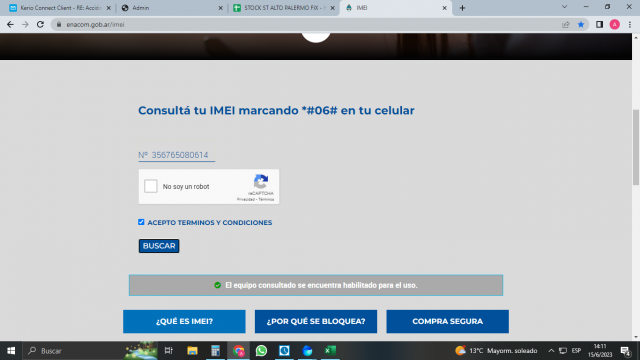 Kerio Connect Client - RE: Accion
Admin
STOCK ST ALTO PALERMO FIX -
IMEI
enacom.gob.ar/imei
A
Consultá tu IMEI marcando *#06# en tu celular
Nº 356765080614
No soy un robot
reCAPTCHA
Privacidad - Términos
ACEPTO TERMINOS Y CONDICIONES
BUSCAR
El equipo consultado se encuentra habilitado para el uso.
¿QUÉ ES IMEI?
¿POR QUÉ SE BLOQUEA?
COMPRA SEGURA
Buscar
13°C Mayorm. soleado
ESP
14:11
15/6/2023